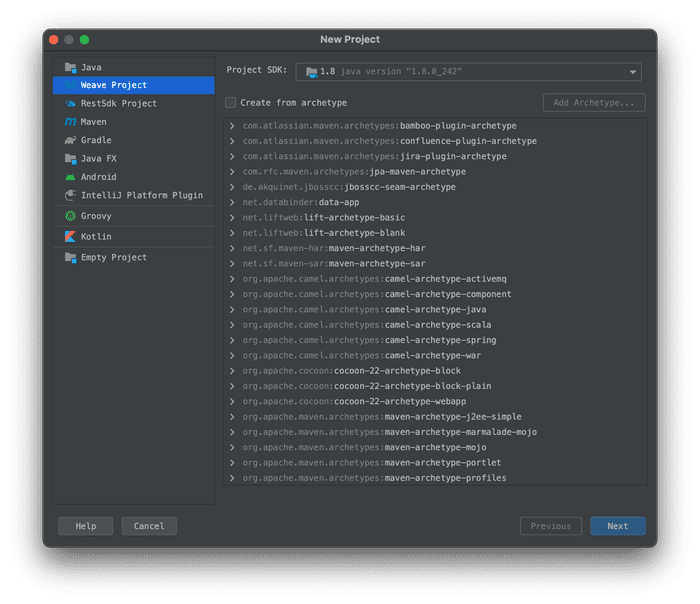 New Project
Java
Weave Project
RestSdk Project
Maven
Gradle
Java FX
Android
IntelliJ Platform Plugin
Groovy
Kotlin
Empty Project
Project SDK: 1.8 java version "1.8.0_242"
Create from archetype
Add Archetype...
com.atlassian.maven.archetypes:bamboo-plugin-archetype
com.atlassian.maven.archetypes:confluence-plugin-archetype
com.atlassian.maven.archetypes:jira-plugin-archetype
com.rfc.maven.archetypes:jpa-maven-archetype
de.akquinet.jbosscc:jbosscc-seam-archetype
net.databinder:data-app
net.liftweb:lift-archetype-basic
net.liftweb:lift-archetype-blank
net.sf.maven-har:maven-archetype-har
net.sf.maven-sar:maven-archetype-sar
org.apache.camel.archetypes:camel-archetype-activemq
org.apache.camel.archetypes:camel-archetype-component
org.apache.camel.archetypes:camel-archetype-java
org.apache.camel.archetypes:camel-archetype-scala
org.apache.camel.archetypes:camel-archetype-spring
org.apache.camel.archetypes:camel-archetype-war
org.apache.cocoon:cocoon-22-archetype-block
org.apache.cocoon:cocoon-22-archetype-block-plain
org.apache.cocoon:cocoon-22-archetype-webapp
org.apache.maven.archetypes:maven-archetype-j2ee-simple
org.apache.maven.archetypes:maven-archetype-marmalade-mojo
org.apache.maven.archetypes:maven-archetype-mojo
org.apache.maven.archetypes:maven-archetype-portlet
org.apache.maven.archetypes:maven-archetype-profiles
Help
Cancel
Previous
Next